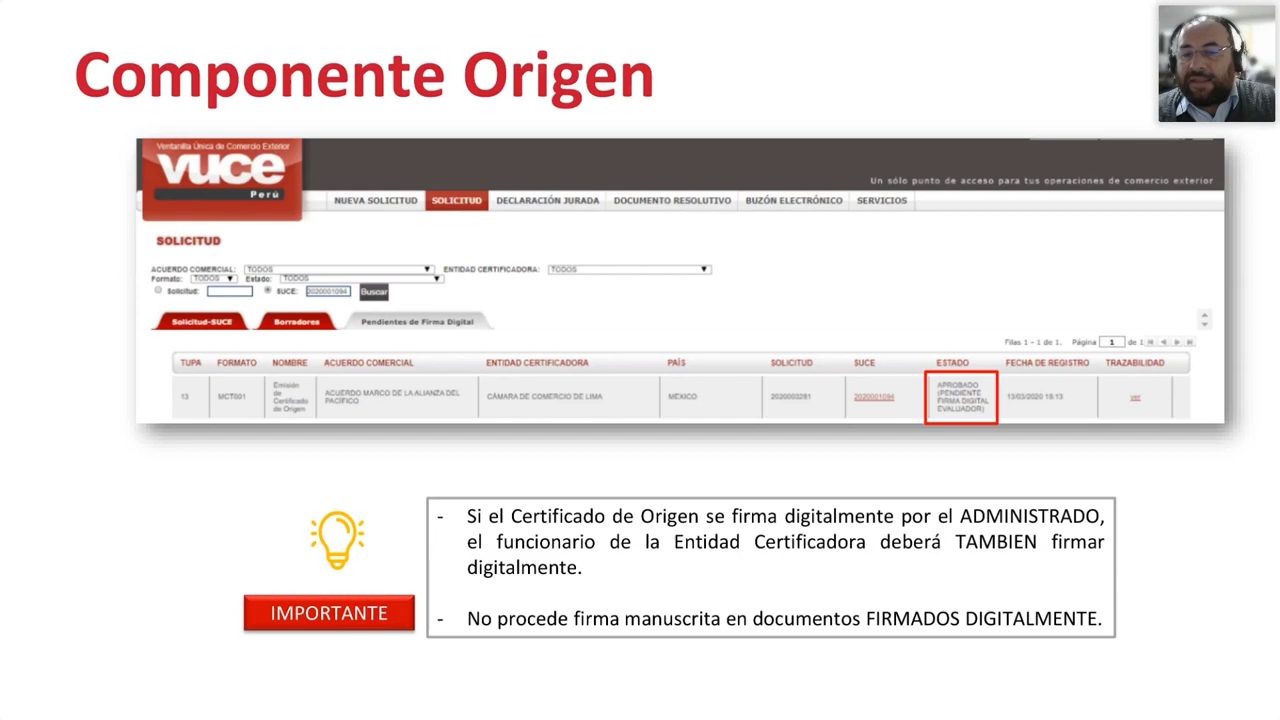 Componente Origen
Ventanilla Única de Comercio Exterior
vuce
Perú
Un sólo punto de acceso para tus operaciones de comercio exterior
NUEVA SOLICITUD SOLICITUD DECLARACIÓN JURADA DOCUMENTO RESOLUTIVO BUZÓN ELECTRÓNICO SERVICIOS
SOLICITUD
ACUERDO COMERCIAL: TODOS ENTIDAD CERTIFICADORA: TODOS
Formato: TODOS Estado: TODOS
Solicitud: SUCE: 2020001094 Buscar
Solicitud-SUCE Borradores Pendientes de Firma Digital
Filas 1 - 1 de 1. Página 1 de 1
TUPA FORMATO NOMBRE ACUERDO COMERCIAL ENTIDAD CERTIFICADORA PAÍS SOLICITUD SUCE ESTADO FECHA DE REGISTRO TRAZABILIDAD
13 MCT001 Emisión de Certificado de Origen ACUERDO MARCO DE LA ALIANZA DEL PACÍFICO CÁMARA DE COMERCIO DE LIMA MEXICO 2020003281 2020001094 APROBADO (PENDIENTE FIRMA DIGITAL EVALUADOR) 13/03/2020 18:13 ver
- Si el Certificado de Origen se firma digitalmente por el ADMINISTRADO,
el funcionario de la Entidad Certificadora deberá TAMBIEN firmar
digitalmente.
IMPORTANTE
- No procede firma manuscrita en documentos FIRMADOS DIGITALMENTE.